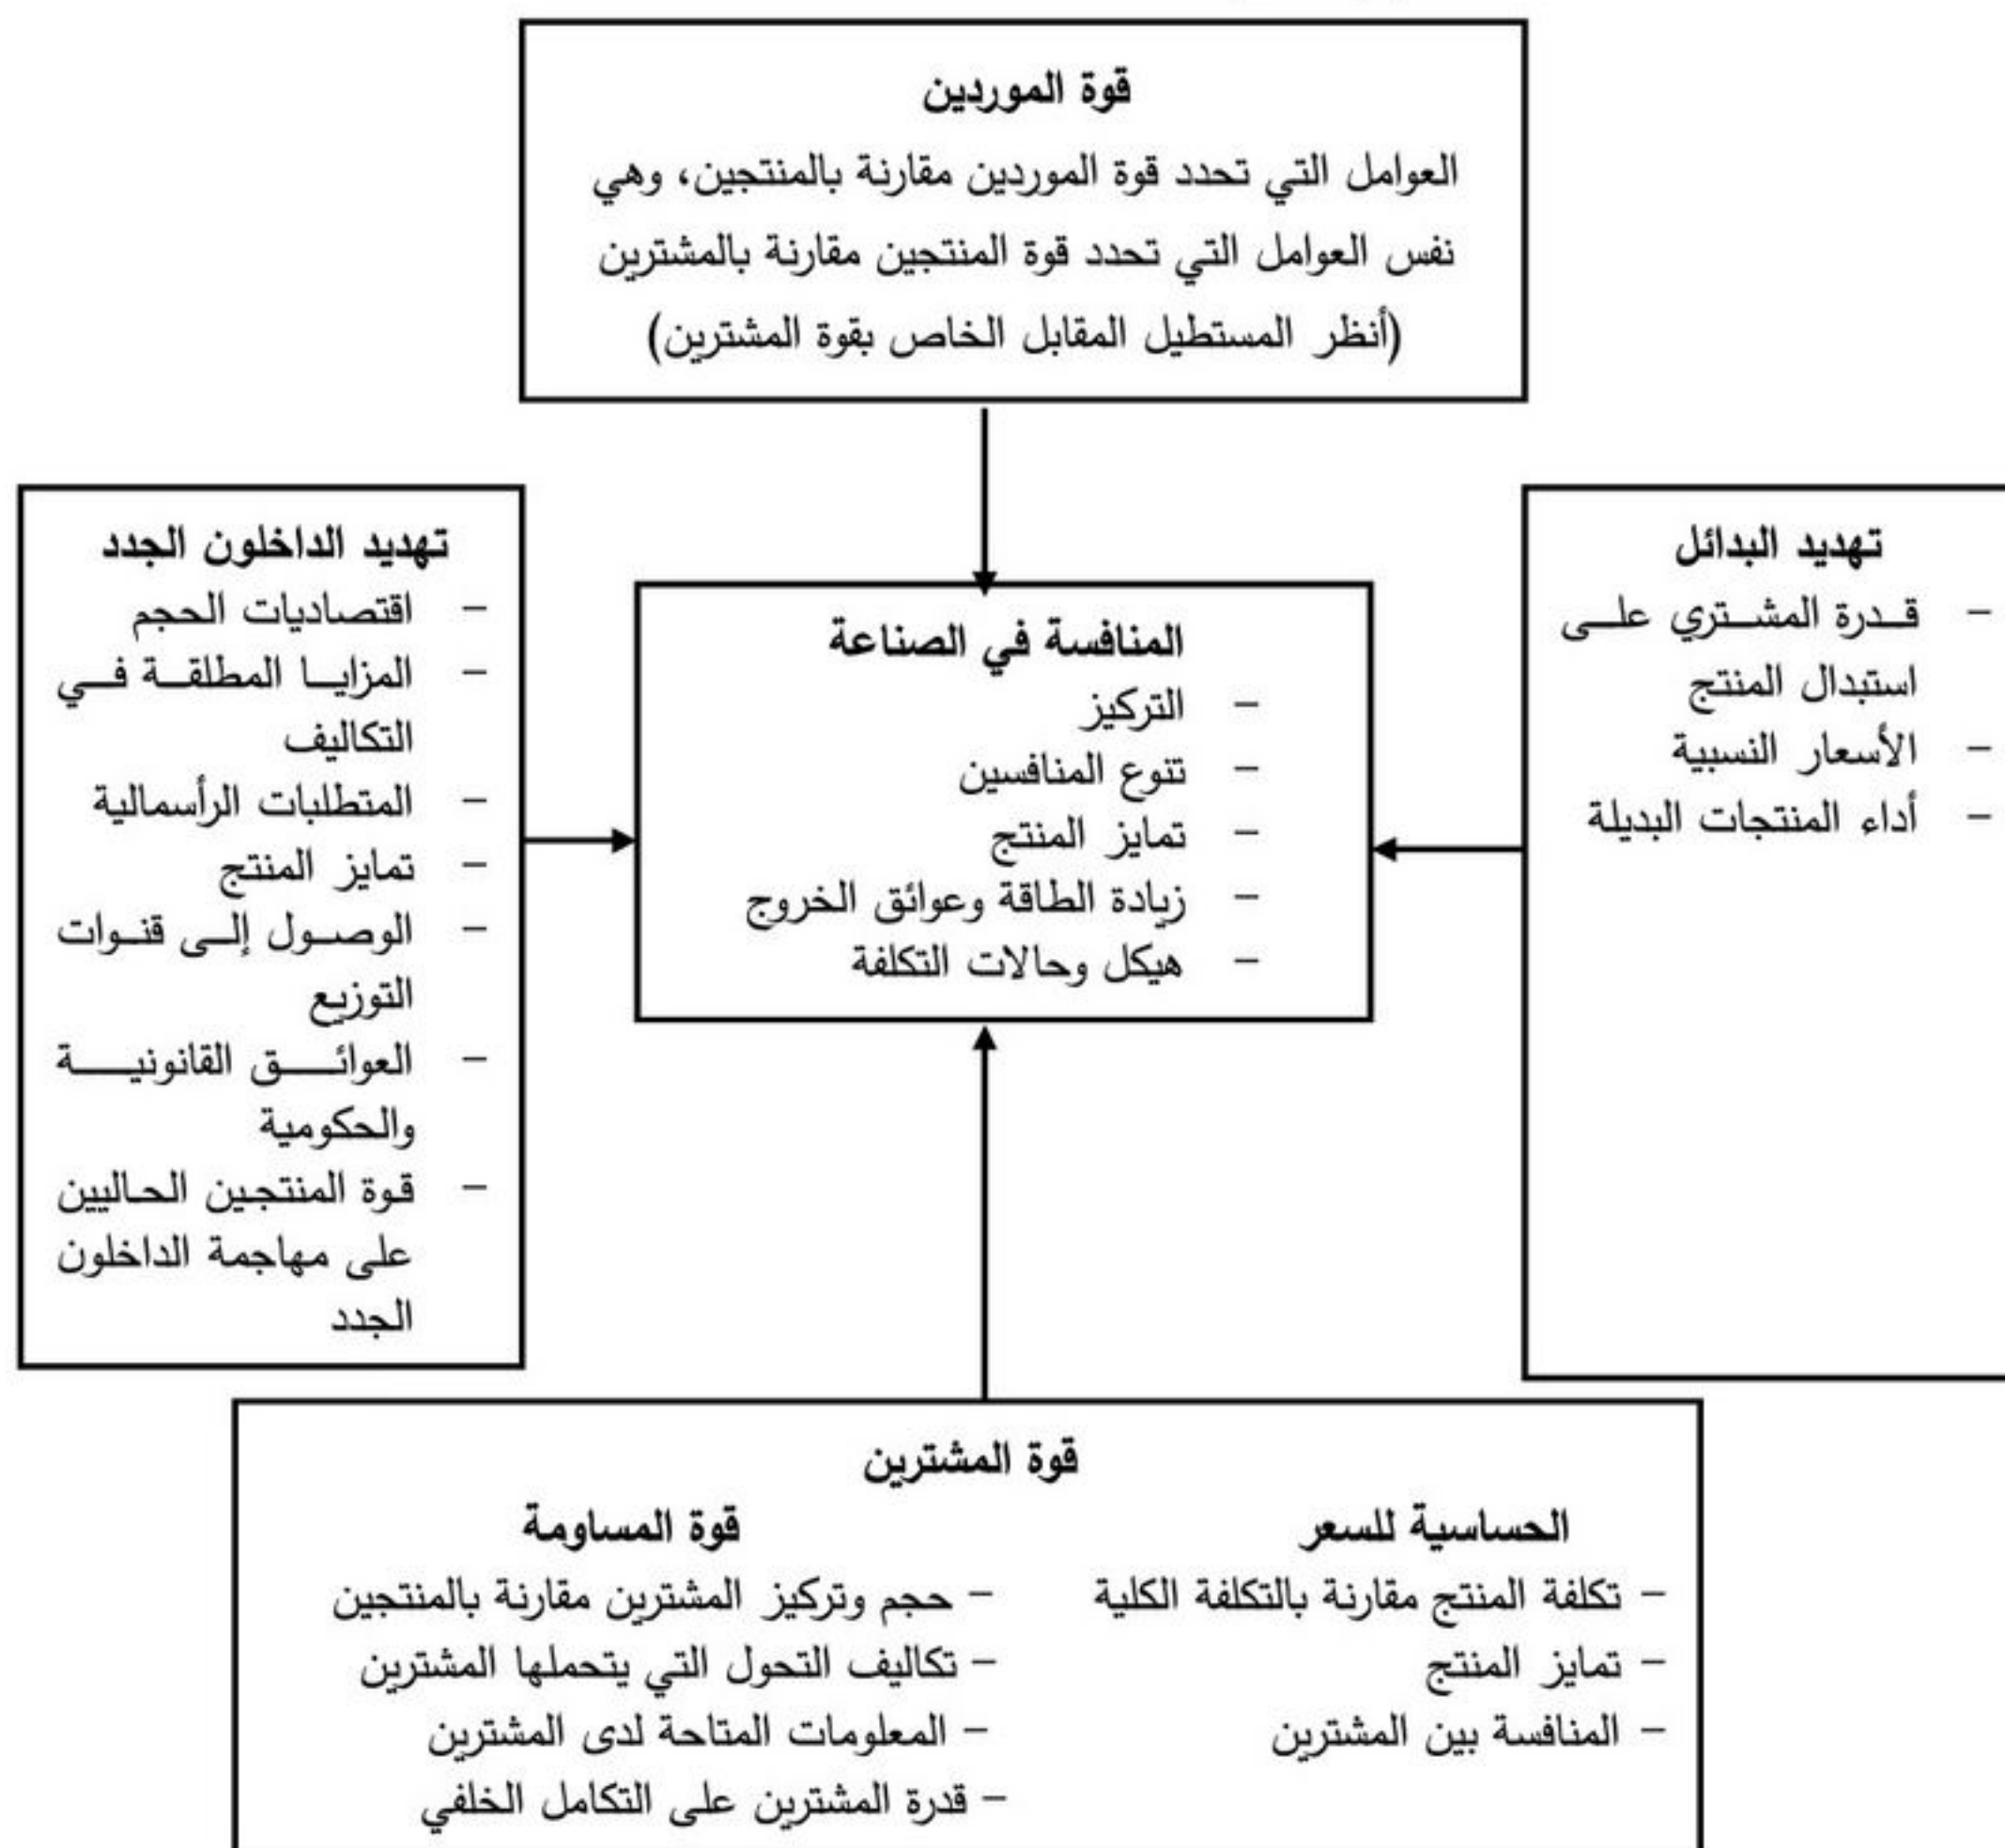 قوة الموردين
العوامل التي تحدد قوة الموردين مقارنة بالمنتجين، وهي
نفس العوامل التي تحدد قوة المنتجين مقارنة بالمشترين
(أنظر المستطيل المقابل الخاص بقوة المشترين)
تهديد البدائل
- قدرة المشتري على
استبدال المنتج
- الأسعار النسبية
- أداء المنتجات البديلة
المنافسة في الصناعة
- التركيز
- تنوع المنافسين
- تمايز المنتج
- زيادة الطاقة وعوائق الخروج
- هيكل وحالات التكلفة
تهديد الداخلون الجدد
- اقتصاديات الحجم
- المزايا المطلقة في
التكاليف
- المتطلبات الرأسمالية
- تمايز المنتج
- الوصول إلى قنوات
التوزيع
- العوائق القانونية
والحكومية
- قوة المنتجين الحاليين
على مهاجمة الداخلون
الجدد
قوة المشترين
الحساسية للسعر
- تكلفة المنتج مقارنة بالتكلفة الكلية
- تمايز المنتج
- المنافسة بين المشترين
قوة المساومة
- حجم وتركيز المشترين مقارنة بالمنتجين
- تكاليف التحول التي يتحملها المشترين
- المعلومات المتاحة لدى المشترين
- قدرة المشترين على التكامل الخلفي